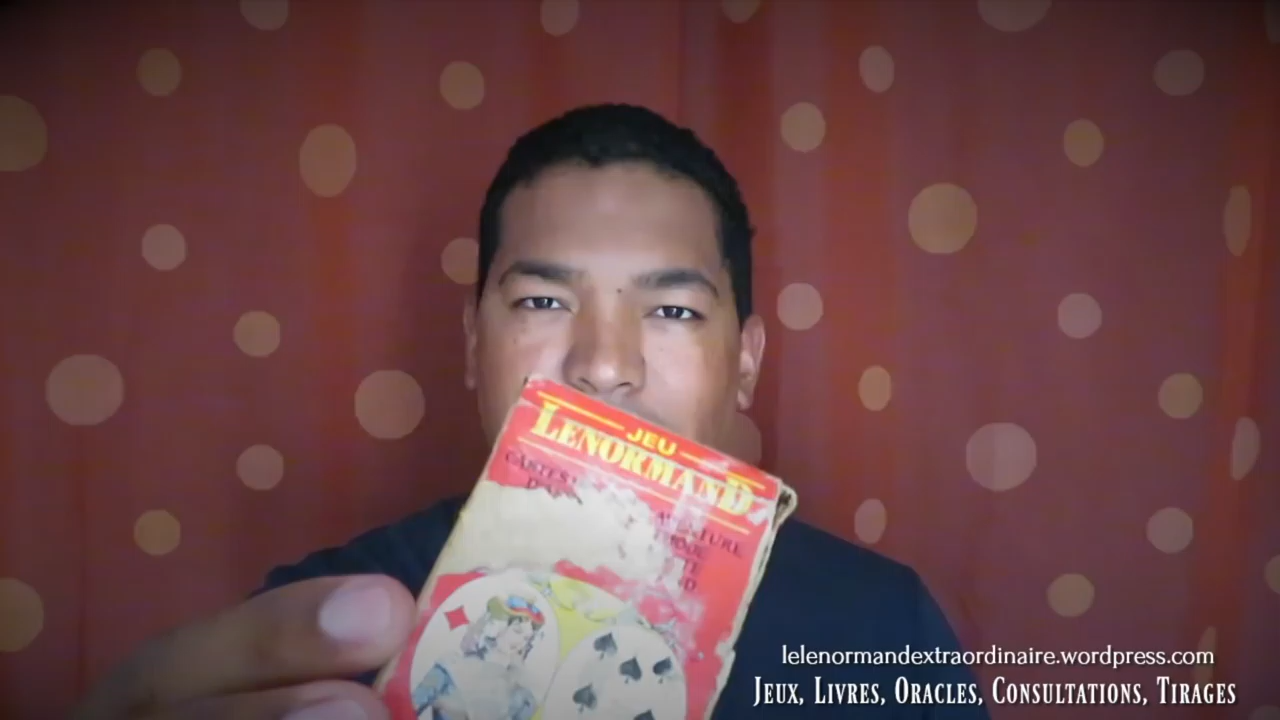 JEU
LENORMAND
lelenormandextraordinaire.wordpress.com
Jeux, Livres, Oracles, Consultations, Tirages